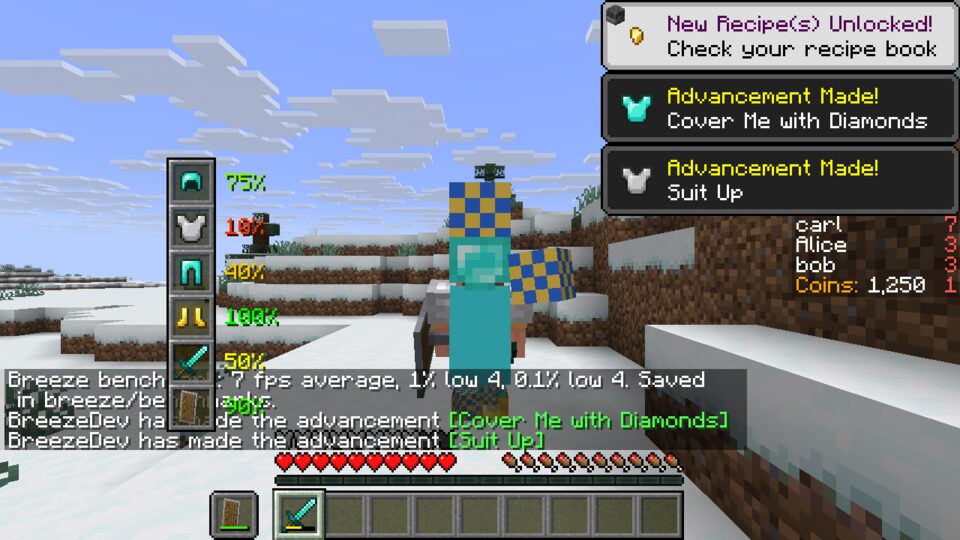 New Recipe(s) Unlocked!
Check your recipe book
Advancement Made!
Cover Me with Diamonds
Advancement Made!
Suit Up
75%
10%
40%
100%
50%
90%
carl 7
Alice 3
bob 3
Coins: 1,250 1
Breeze bench 7 fps average, 1% low 4, 0.1% low 4. Saved
in breeze/be
BreezeDev ha de the advancement [Cover Me with Diamonds]
BreezeDev has made the advancement [Suit Up]